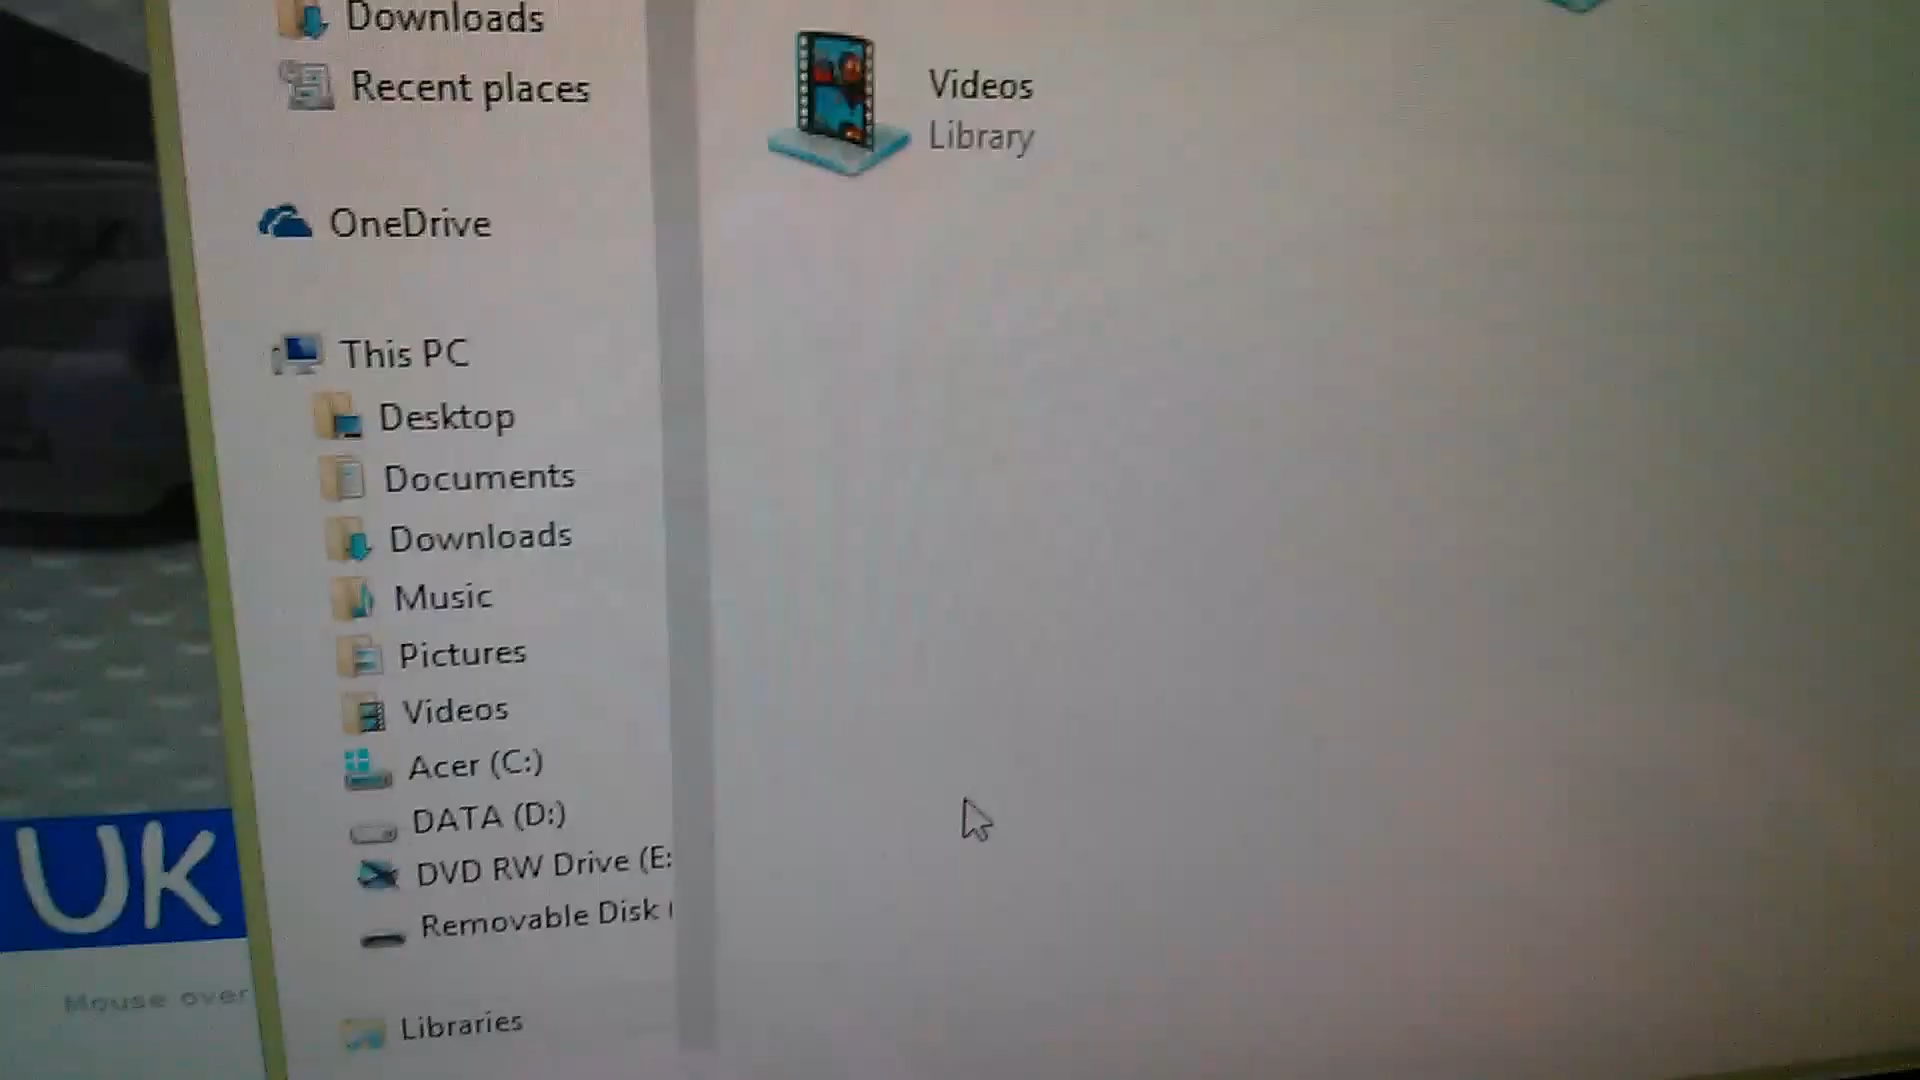 Downloads
Recent places
OneDrive
This PC
Desktop
Documents
Downloads
Music
Pictures
Videos
Acer (C:)
DATA (D:)
DVD RW Drive (E:
Removable Disk (
Libraries
Videos
Library
UK
Mouse over